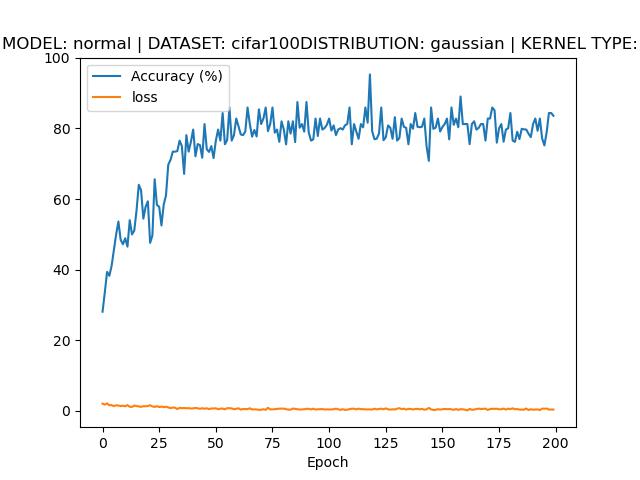 MODEL: normal | DATASET: cifar100DISTRIBUTION: gaussian | KERNEL TYPE:
100
80
60
40
20
0
Accuracy (%)
loss
0 25 50 75 100 125 150 175 200
Epoch